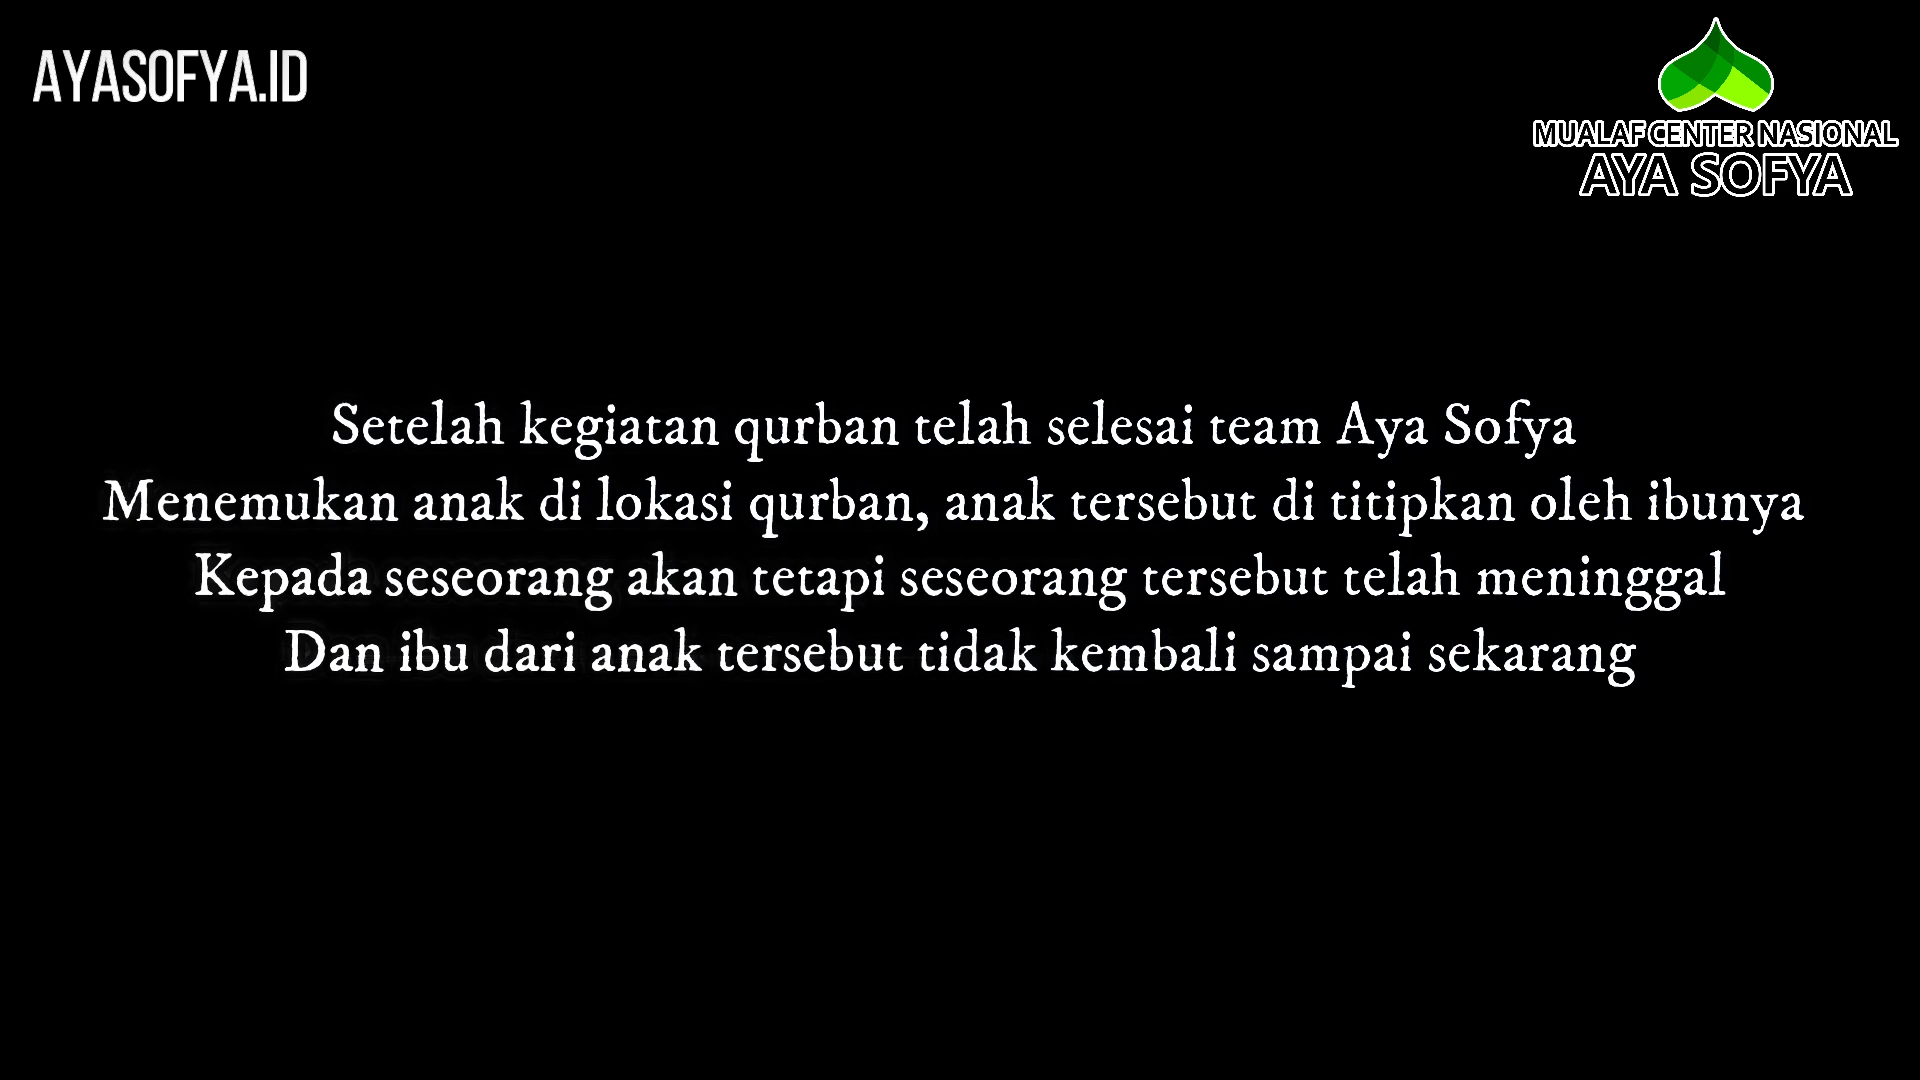 AYASOFYA.ID
MUALAF CENTER NASIONAL
AYA SOFYA
Setelah kegiatan qurban telah selesai team Aya Sofya
Menemukan anak di lokasi qurban, anak tersebut di titipkan oleh ibunya
Kepada seseorang akan tetapi seseorang tersebut telah meninggal
Dan ibu dari anak tersebut tidak kembali sampai sekarang